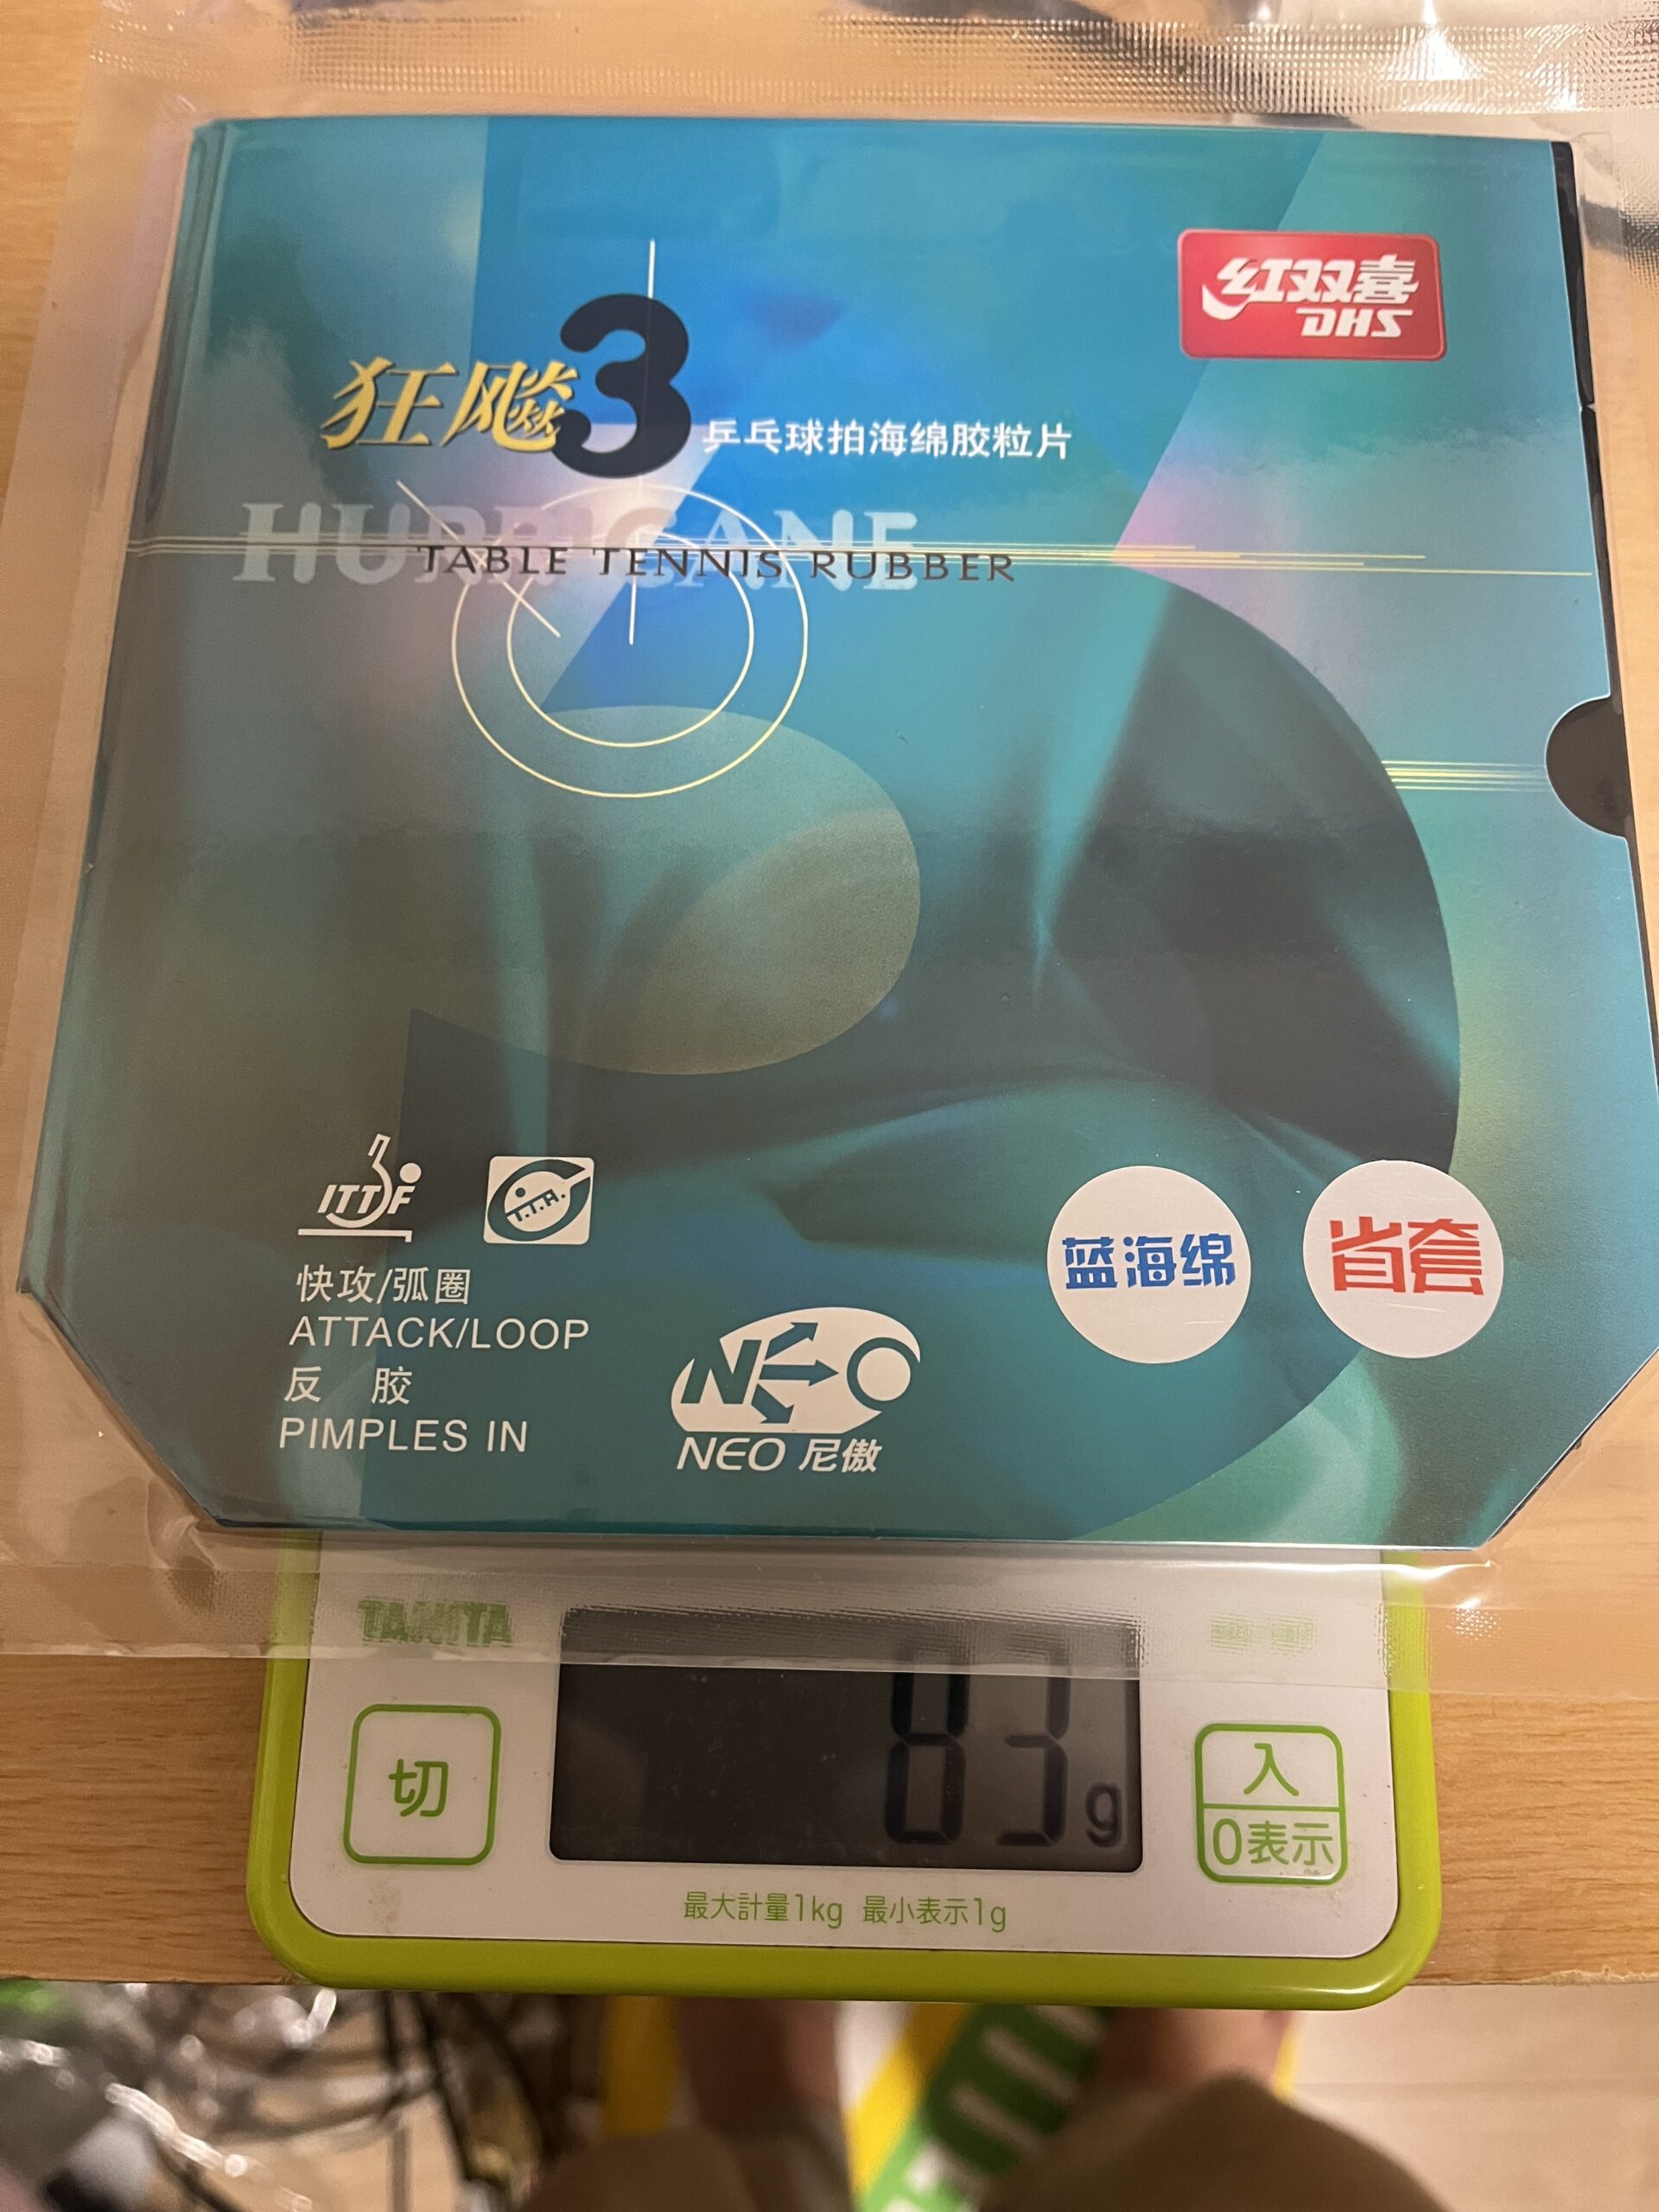 红双喜
DHS
狂飚3
乒乓球拍海绵胶粒片
HURRICANE
TABLE TENNIS RUBBER
ITTF
C.T.T.A.
蓝海绵
省套
快攻/弧圈
ATTACK/LOOP
反 胶
PIMPLES IN
NEO
NEO 尼傲
TANITA
83g
切
入
0表示
最大計量1kg 最小表示1g